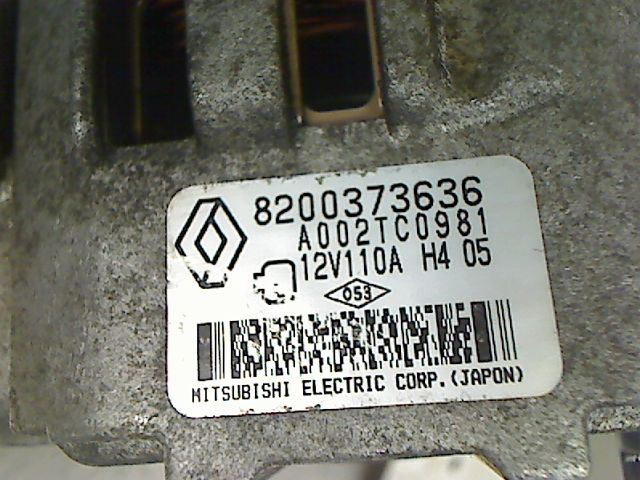 8200373636
A002TC0981
12V110A H4 05
053
MITSUBISHI ELECTRIC CORP.(JAPON)